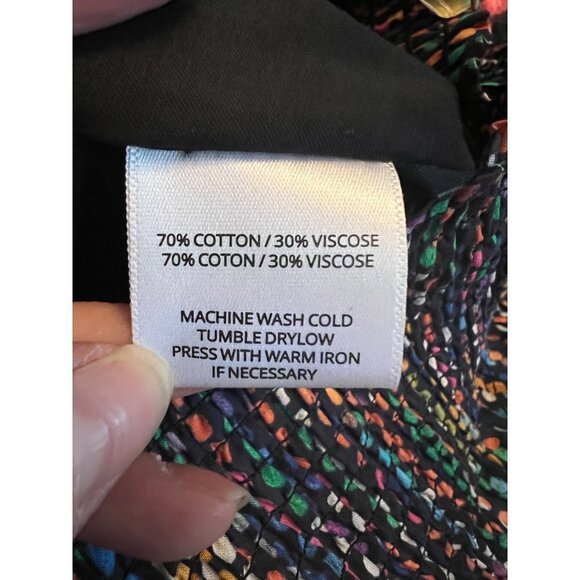 70% COTTON / 30% VISCOSE
70% COTON / 30% VISCOSE
MACHINE WASH COLD
TUMBLE DRYLOW
PRESS WITH WARM IRON
IF NECESSARY